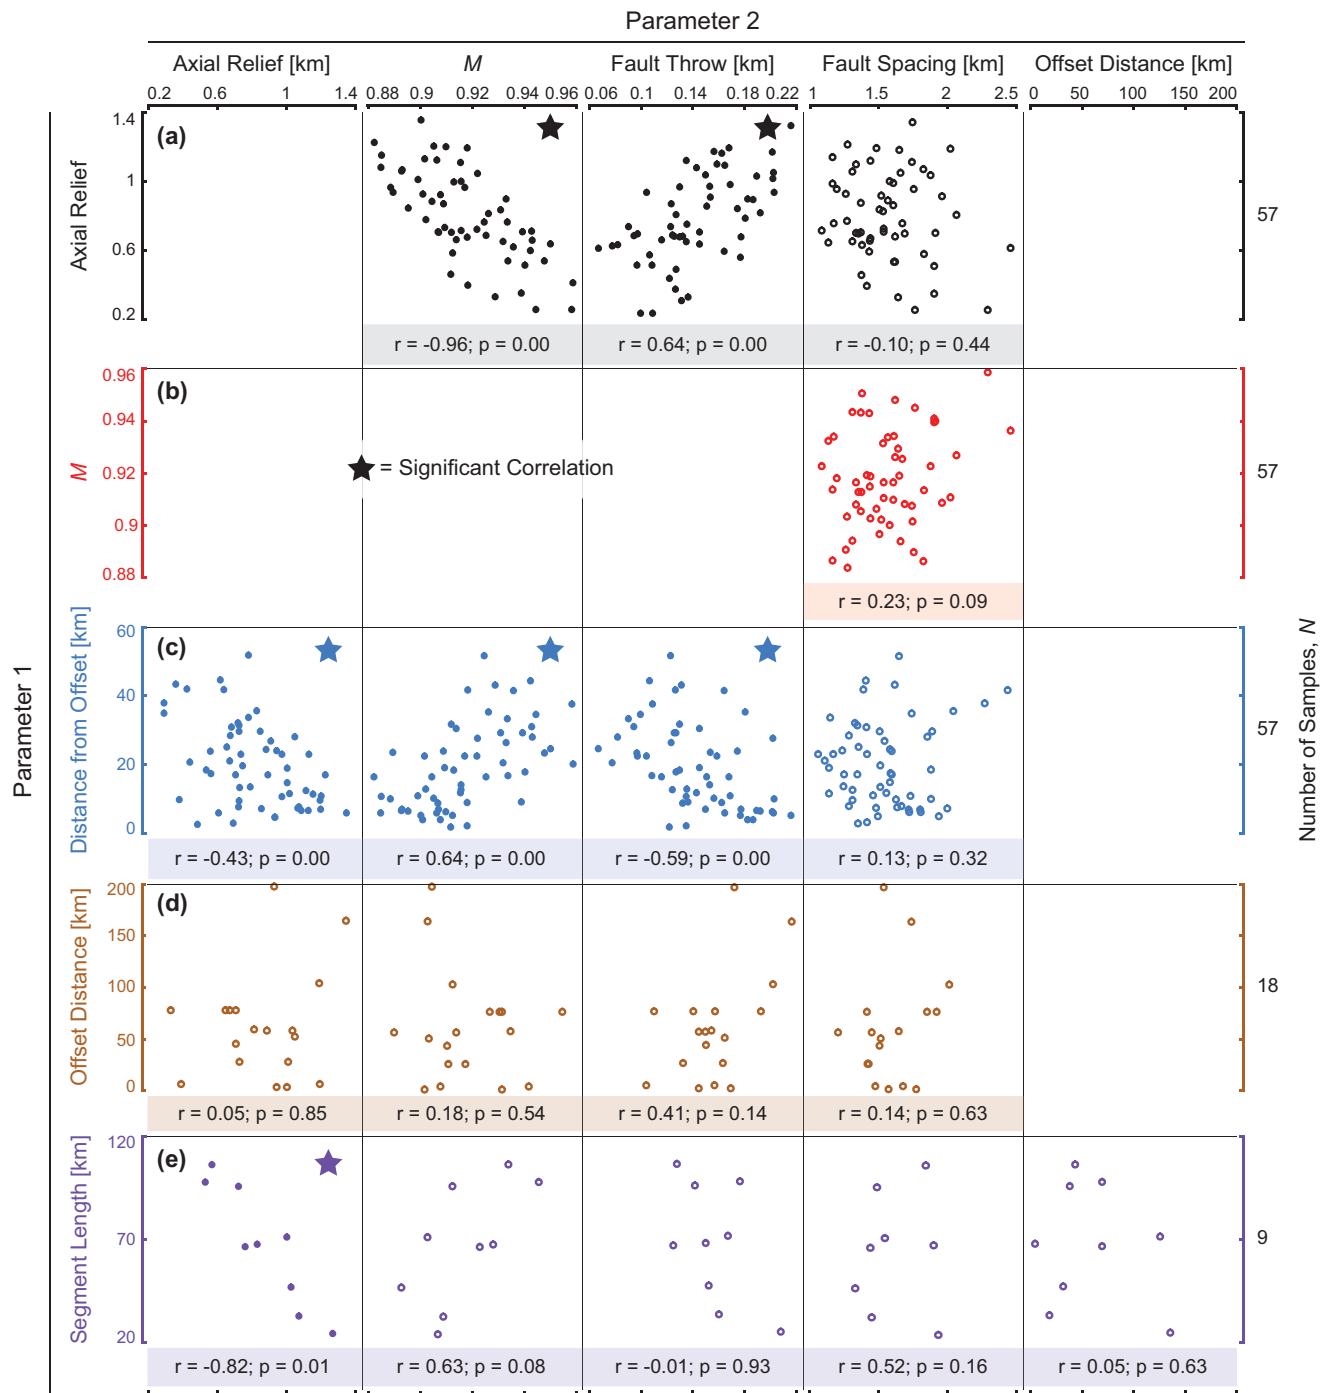 Parameter 2
Axial Relief [km] M Fault Throw [km] Fault Spacing [km] Offset Distance [km]
0.2 0.6 1 1.4 0.88 0.9 0.92 0.94 0.96 0.06 0.1 0.14 0.18 0.22 1 1.5 2 2.5 0 50 100 150 200
Parameter 1
Number of Samples, N
(a)
Axial Relief
1.4
1
0.6
0.2
57
r = -0.96; p = 0.00 r = 0.64; p = 0.00 r = -0.10; p = 0.44
(b)
M
0.96
0.94
0.92
0.9
0.88
= Significant Correlation
57
r = 0.23; p = 0.09
(c)
Distance from Offset [km]
60
40
20
0
57
r = -0.43; p = 0.00 r = 0.64; p = 0.00 r = -0.59; p = 0.00 r = 0.13; p = 0.32
(d)
Offset Distance [km]
200
150
100
50
0
18
r = 0.05; p = 0.85 r = 0.18; p = 0.54 r = 0.41; p = 0.14 r = 0.14; p = 0.63
(e)
Segment Length [km]
120
70
20
9
r = -0.82; p = 0.01 r = 0.63; p = 0.08 r = -0.01; p = 0.93 r = 0.52; p = 0.16 r = 0.05; p = 0.63